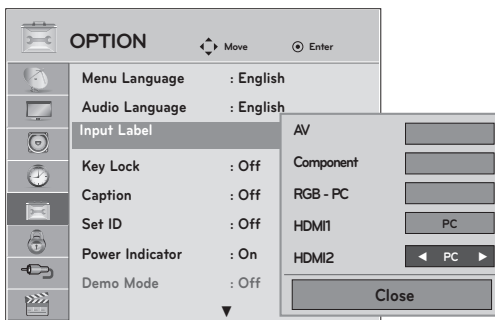 OPTION Move Enter
Menu Language : English
Audio Language : English
Input Label
Key Lock : Off
Caption : Off
Set ID : Off
Power Indicator : On
Demo Mode : Off
AV
Component
RGB - PC
HDMI1 PC
HDMI2 ◀ PC ▶
Close